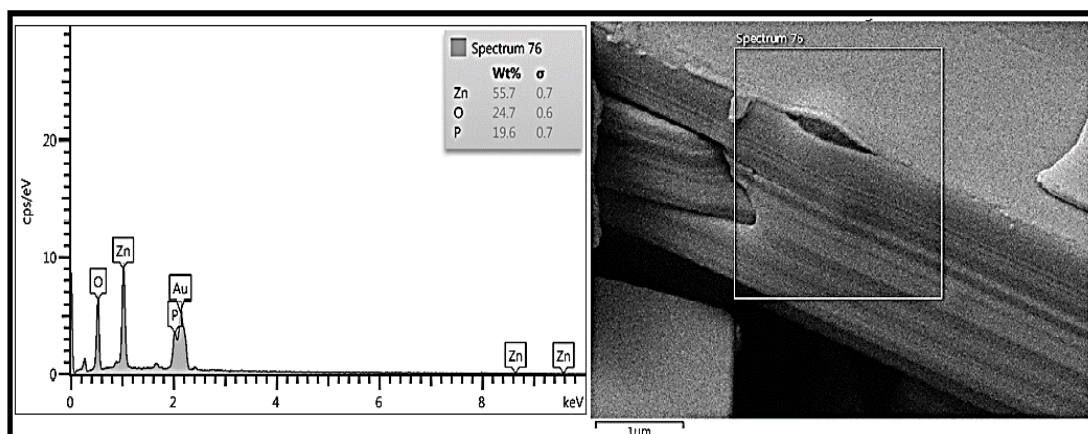 Spectrum 76
Wt% σ
Zn 55.7 0.7
O 24.7 0.6
P 19.6 0.7
20
10
0
cps/eV
O
Zn
P
Au
Zn
Zn
0 2 4 6 8 keV
Spectrum 76
1µm